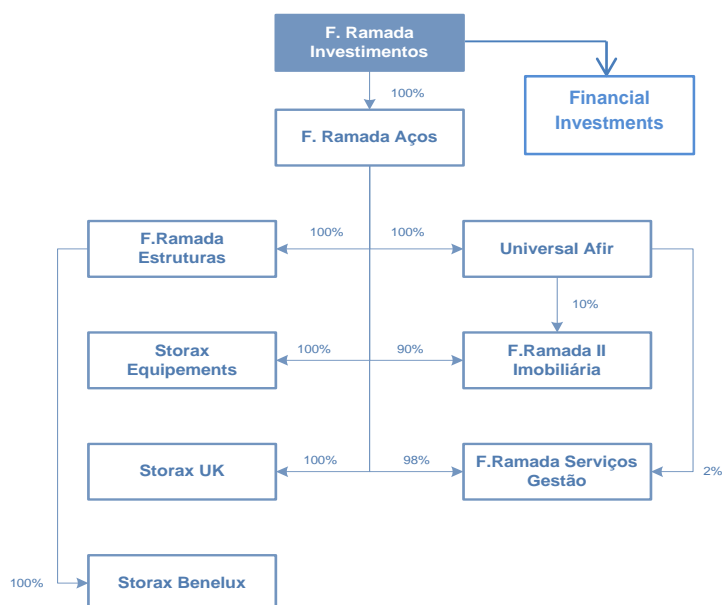 F. Ramada
Investimentos
100%
Financial
Investments
F. Ramada Aços
F.Ramada
Estruturas
100%
100%
Universal Afir
10%
Storax
Equipements
100%
90%
F.Ramada II
Imobiliária
Storax UK
100%
98%
F.Ramada Serviços
Gestão
2%
100%
Storax Benelux